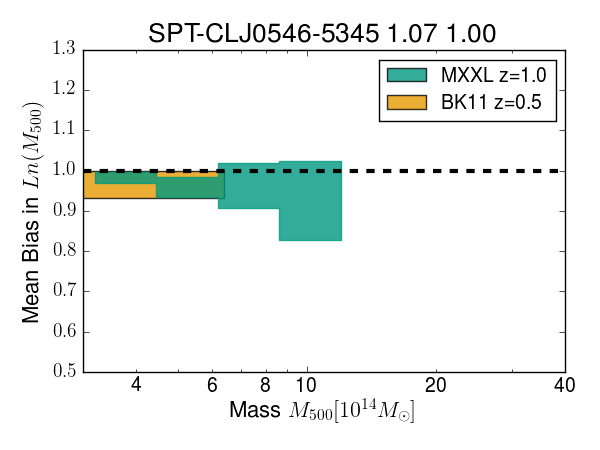 SPT-CLJ0546-5345 1.07 1.00
MXXL z=1.0
BK11 z=0.5
Mean Bias in Ln(M500)
1.3
1.2
1.1
1.0
0.9
0.8
0.7
0.6
0.5
4 6 8 10 20 40
Mass M500[10^14 M⊙]